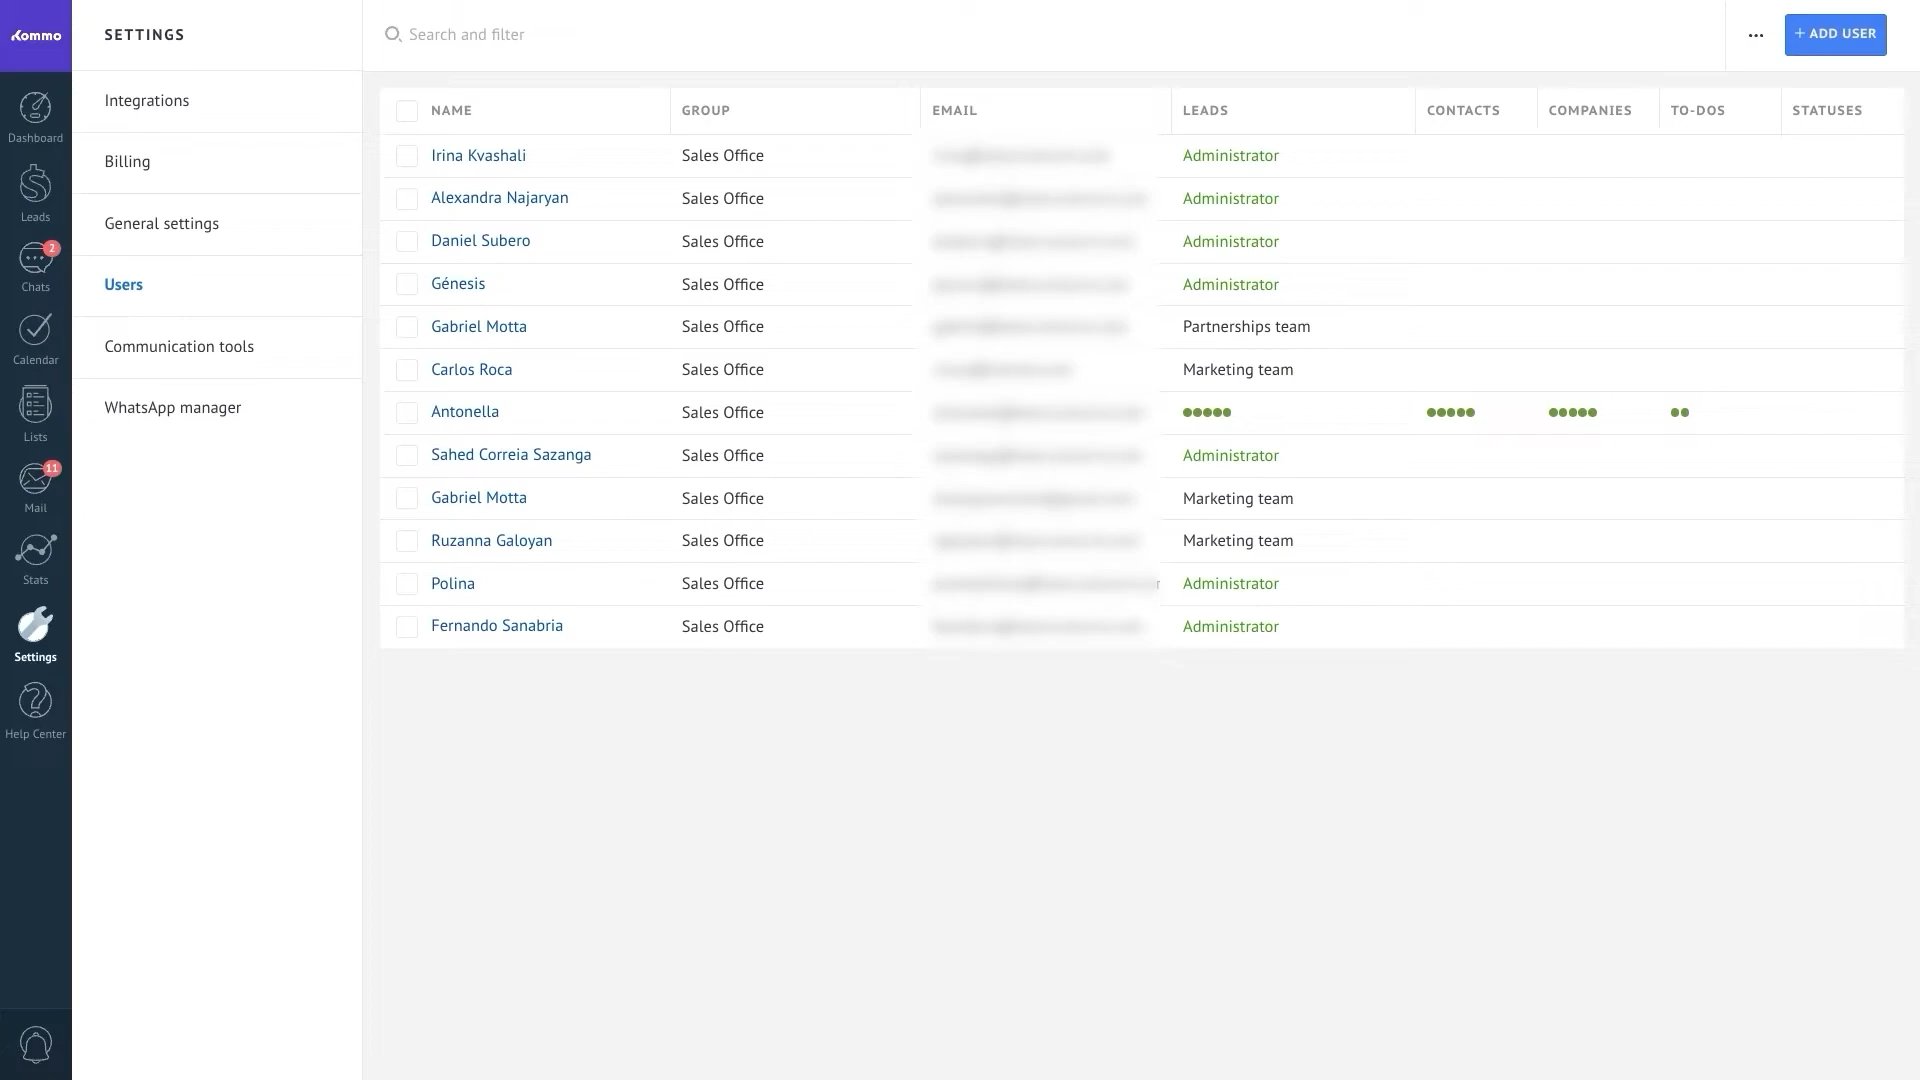 Kommo
SETTINGS
Search and filter
...
+ ADD USER
Dashboard
Leads
2
Chats
Calendar
Lists
11
Mail
Stats
Settings
Help Center
Integrations
Billing
General settings
Users
Communication tools
WhatsApp manager
NAME GROUP EMAIL LEADS CONTACTS COMPANIES TO-DOS STATUSES
Irina Kvashali Sales Office Administrator
Alexandra Najaryan Sales Office Administrator
Daniel Subero Sales Office Administrator
Génesis Sales Office Administrator
Gabriel Motta Sales Office Partnerships team
Carlos Roca Sales Office Marketing team
Antonella Sales Office
Sahed Correia Sazanga Sales Office Administrator
Gabriel Motta Sales Office Marketing team
Ruzanna Galoyan Sales Office Marketing team
Polina Sales Office Administrator
Fernando Sanabria Sales Office Administrator